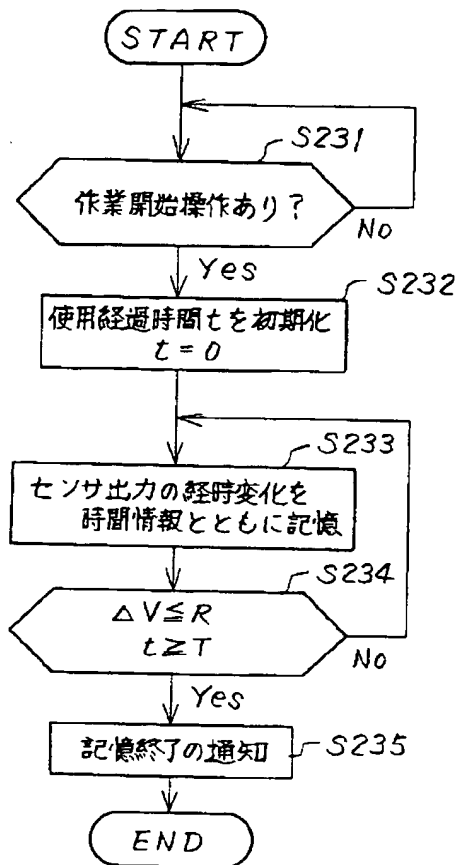 START
S231
作業開始操作あり?
No
Yes
S232
使用経過時間tを初期化
t=0
S233
センサ出力の経時変化を
時間情報とともに記憶
S234
ΔV≦R
t≧T
No
Yes
記憶終了の通知
S235
END